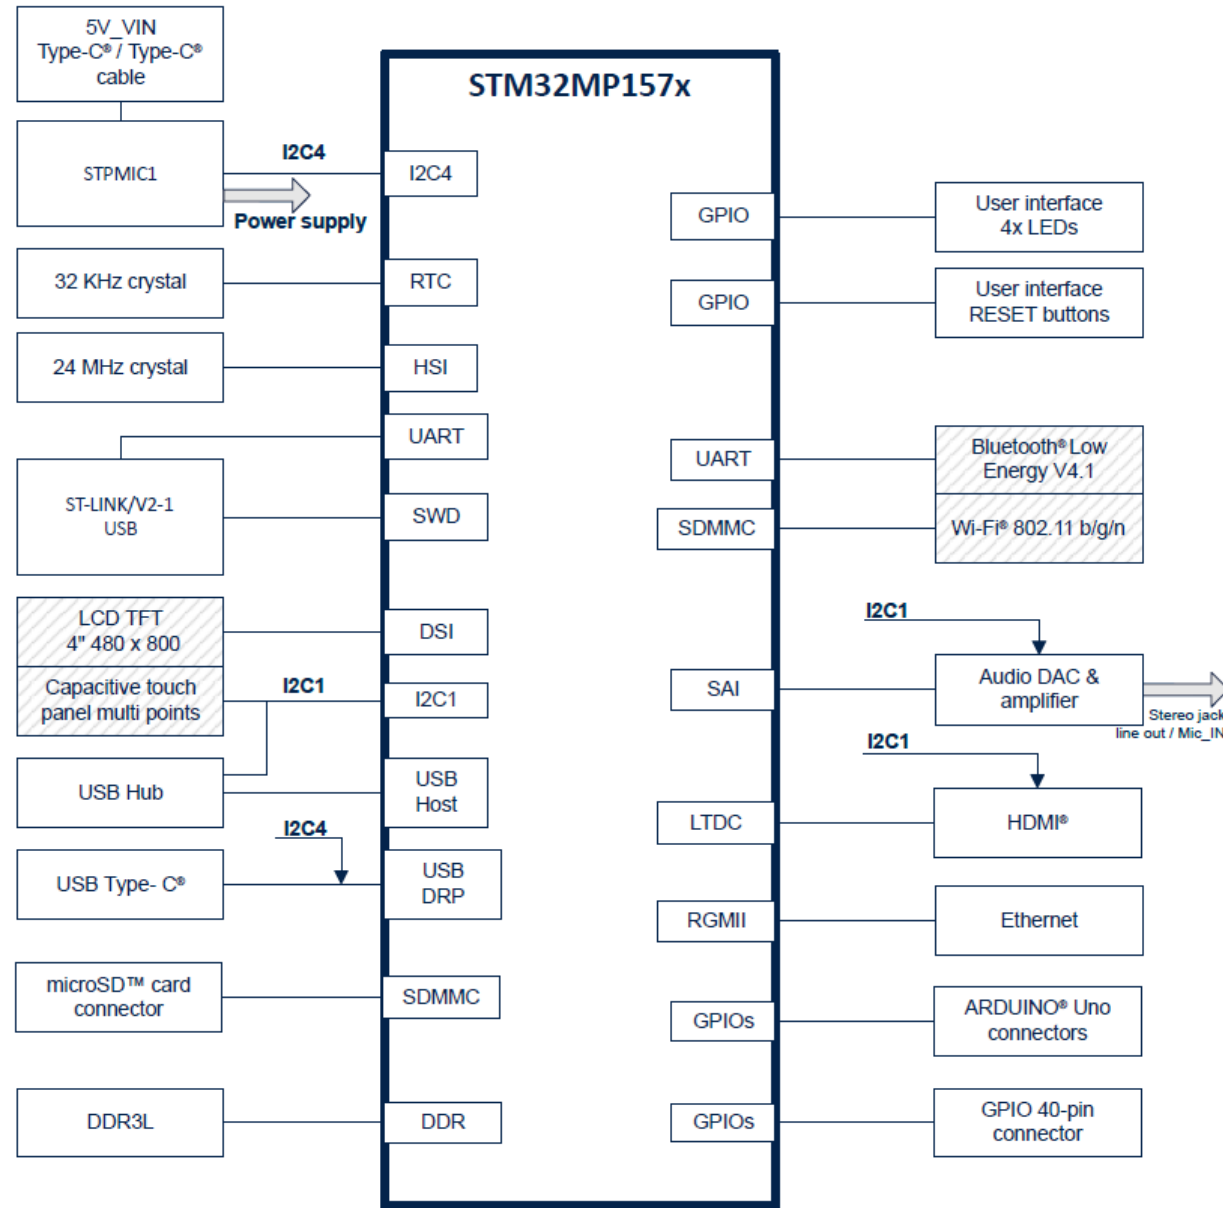 5V_VIN
Type-C® / Type-C®
cable
STM32MP157x
STPMIC1
I2C4
I2C4
Power supply
32 KHz crystal
RTC
24 MHz crystal
HSI
UART
ST-LINK/V2-1
USB
SWD
LCD TFT
4" 480 x 800
DSI
Capacitive touch
panel multi points
I2C1
I2C1
USB Hub
USB
Host
I2C4
USB Type- C®
USB
DRP
microSD™ card
connector
SDMMC
DDR3L
DDR
GPIO
User interface
4x LEDs
GPIO
User interface
RESET buttons
UART
Bluetooth® Low
Energy V4.1
SDMMC
Wi-Fi® 802.11 b/g/n
I2C1
SAI
Audio DAC &
amplifier
Stereo jack
line out / Mic_IN
I2C1
LTDC
HDMI®
RGMII
Ethernet
GPIOs
ARDUINO® Uno
connectors
GPIOs
GPIO 40-pin
connector